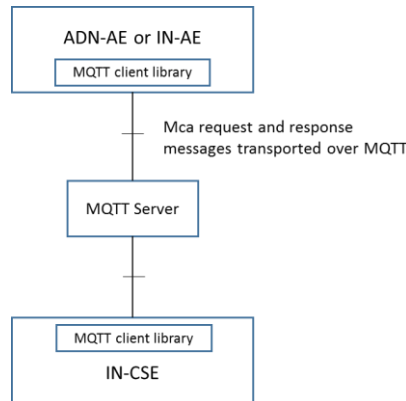 ADN-AE or IN-AE
MQTT client library
Mca request and response
messages transported over MQTT
MQTT Server
MQTT client library
IN-CSE